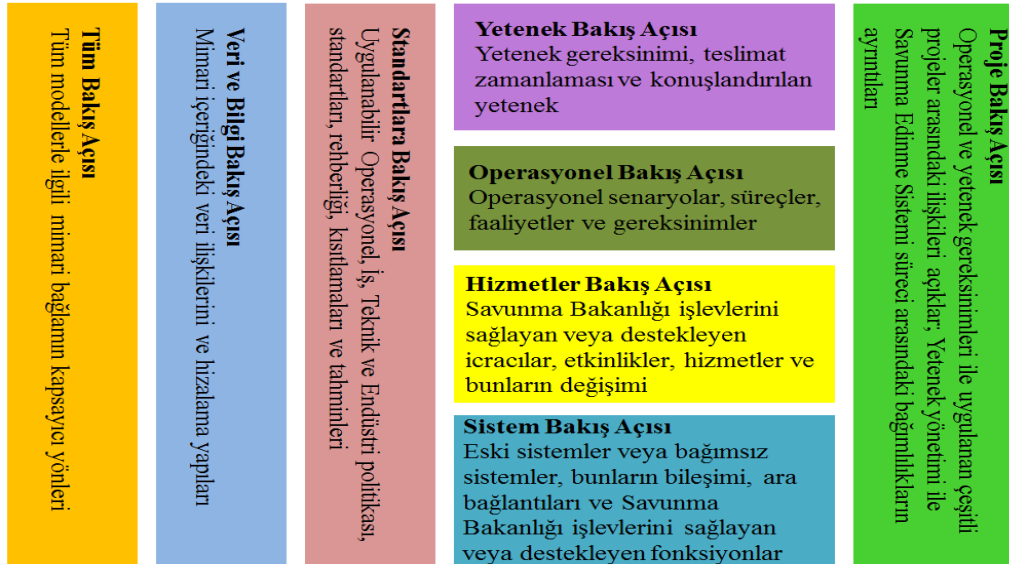 Tüm Bakış Açısı
Tüm modellerle ilgili mimari bağlamın kapsayıcı yönleri
Veri ve Bilgi Bakış Açısı
Mimari içeriğindeki veri ilişkilerini ve hizalama yapıları
Standartlara Bakış Açısı
Uygulanabilir Operasyonel, İş, Teknik ve Endüstri politikası,
standartları, rehberliği, kısıtlamaları ve tahminleri
Yetenek Bakış Açısı
Yetenek gereksinimi, teslimat
zamanlaması ve konuşlandırılan
yetenek
Operasyonel Bakış Açısı
Operasyonel senaryolar, süreçler,
faaliyetler ve gereksinimler
Hizmetler Bakış Açısı
Savunma Bakanlığı işlevlerini
sağlayan veya destekleyen
icracılar, etkinlikler, hizmetler ve
bunların değişimi
Sistem Bakış Açısı
Eski sistemler veya bağımsız
sistemler, bunların bileşimi, ara
bağlantıları ve Savunma
Bakanlığı işlevlerini sağlayan
veya destekleyen fonksiyonlar
Proje Bakış Açısı
Operasyonel ve yetenek gereksinimleri ile uygulanan çeşitli
projeler arasındaki ilişkileri açıklar; Yetenek yönetimi ile
Savunma Edinme Sistemi süreci arasındaki bağımlılıkların
ayrıntıları